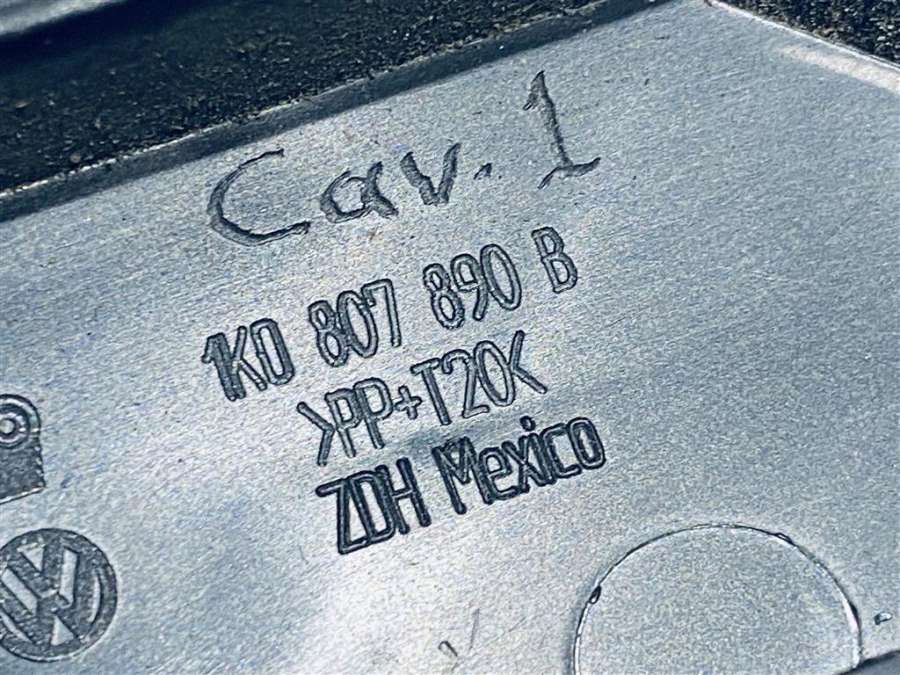 Cav. 1
1K0 807 890 B
>PP+T20<
ZDH Mexico